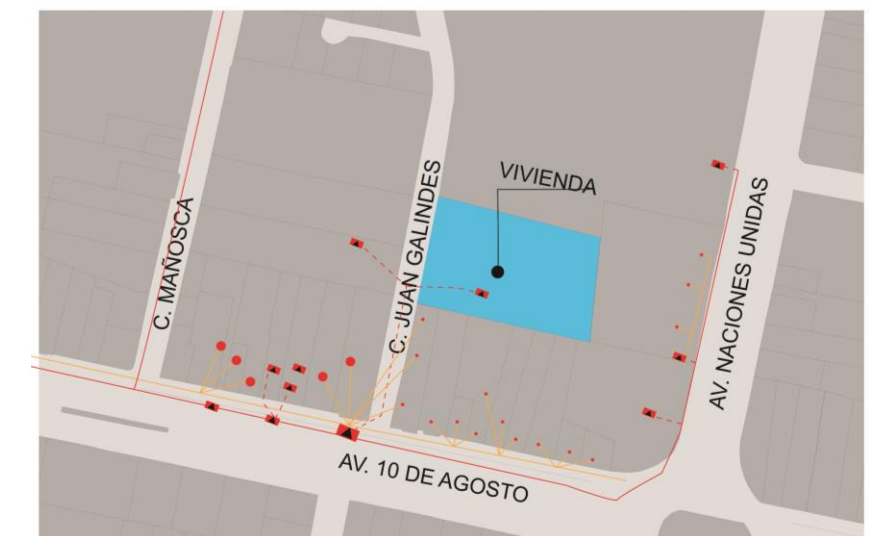 VIVIENDA
C. JUAN GALINDES
C. MAÑOSCA
AV. NACIONES UNIDAS
AV. 10 DE AGOSTO